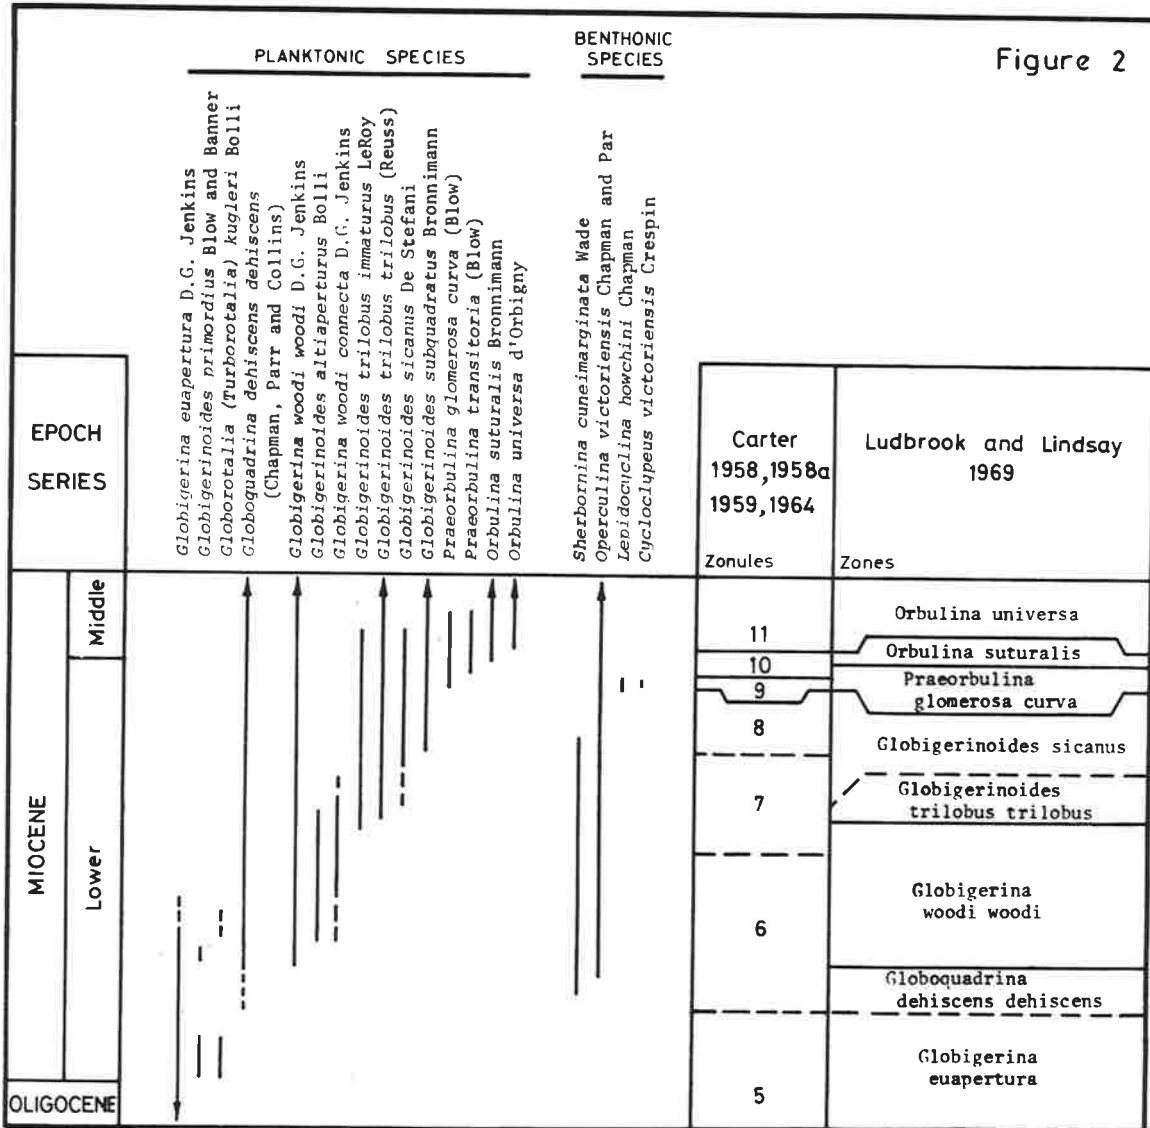 Figure 2
PLANKTONIC SPECIES
BENTHONIC
SPECIES
Globigerina euapertura D.G. Jenkins
Globigerinoides primordius Blow and Banner
Globorotalia (Turborotalia) kugleri Bolli
Globoquadrina dehiscens dehiscens
(Chapman, Parr and Collins)
Globigerina woodi woodi D.G. Jenkins
Globigerinoides altiaperturus Bolli
Globigerina woodi connecta D.G. Jenkins
Globigerinoides trilobus immaturus LeRoy
Globigerinoides trilobus trilobus (Reuss)
Globigerinoides sicanus De Stefani
Globigerinoides subquadratus Bronnimann
Praeorbulina glomerosa curva (Blow)
Praeorbulina transitoria (Blow)
Orbulina suturalis Bronnimann
Orbulina universa d'Orbigny
Sherbornina cuneimarginata Wade
Operculina victoriensis Chapman and Par
Lepidocyclina howchini Chapman
Cycloclypeus victoriensis Crespin
EPOCH
SERIES
Carter
1958,1958a
1959,1964
Zonules
Ludbrook and Lindsay
1969
Zones
MIOCENE
Middle
Lower
OLIGOCENE
11
10
9
8
7
6
5
Orbulina universa
Orbulina suturalis
Praeorbulina
glomerosa curva
Globigerinoides sicanus
Globigerinoides
trilobus trilobus
Globigerina
woodi woodi
Globoquadrina
dehiscens dehiscens
Globigerina
euapertura